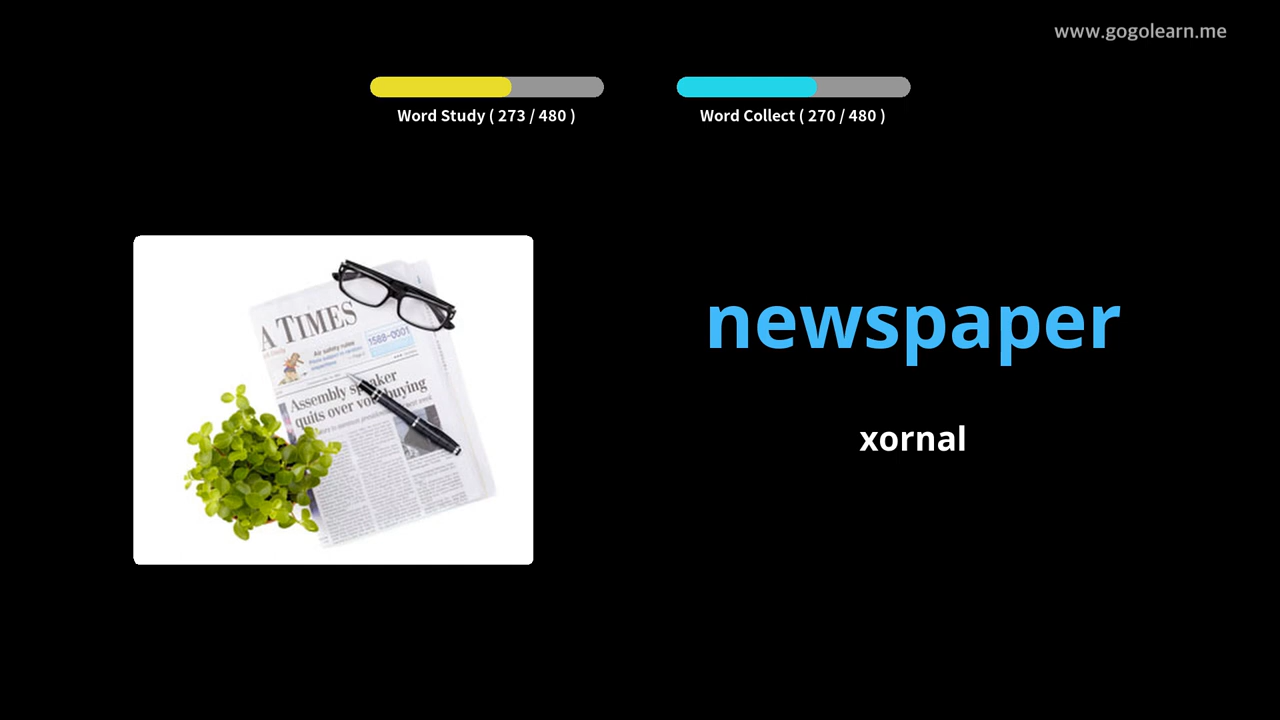 www.gogolearn.me
Word Study ( 273 / 480 )
Word Collect ( 270 / 480 )
newspaper
xornal
A TIMES
Air safety rules
1588-0001
Assembly speaker
quits over vote buying